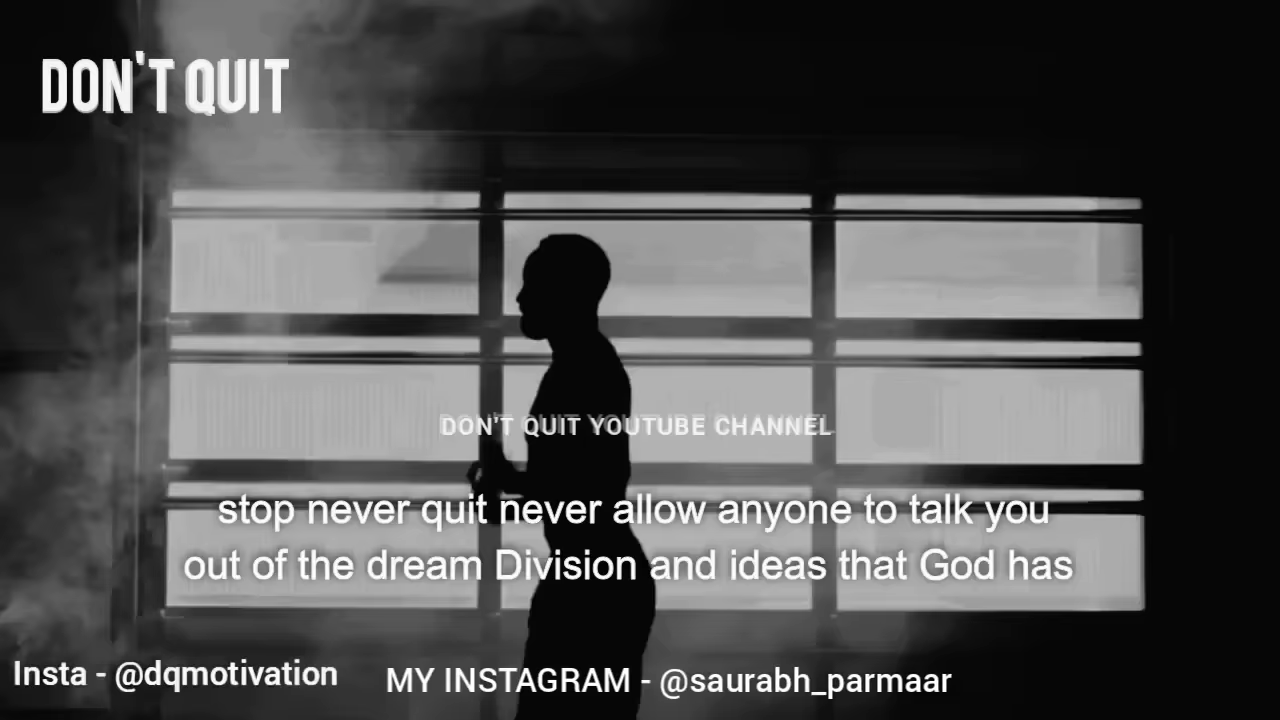 DON'T QUIT
DON'T QUIT YOUTUBE CHANNEL
stop never quit never allow anyone to talk you
out of the dream Division and ideas that God has
Insta - @dqmotivation
MY INSTAGRAM - @saurabh_parmaar